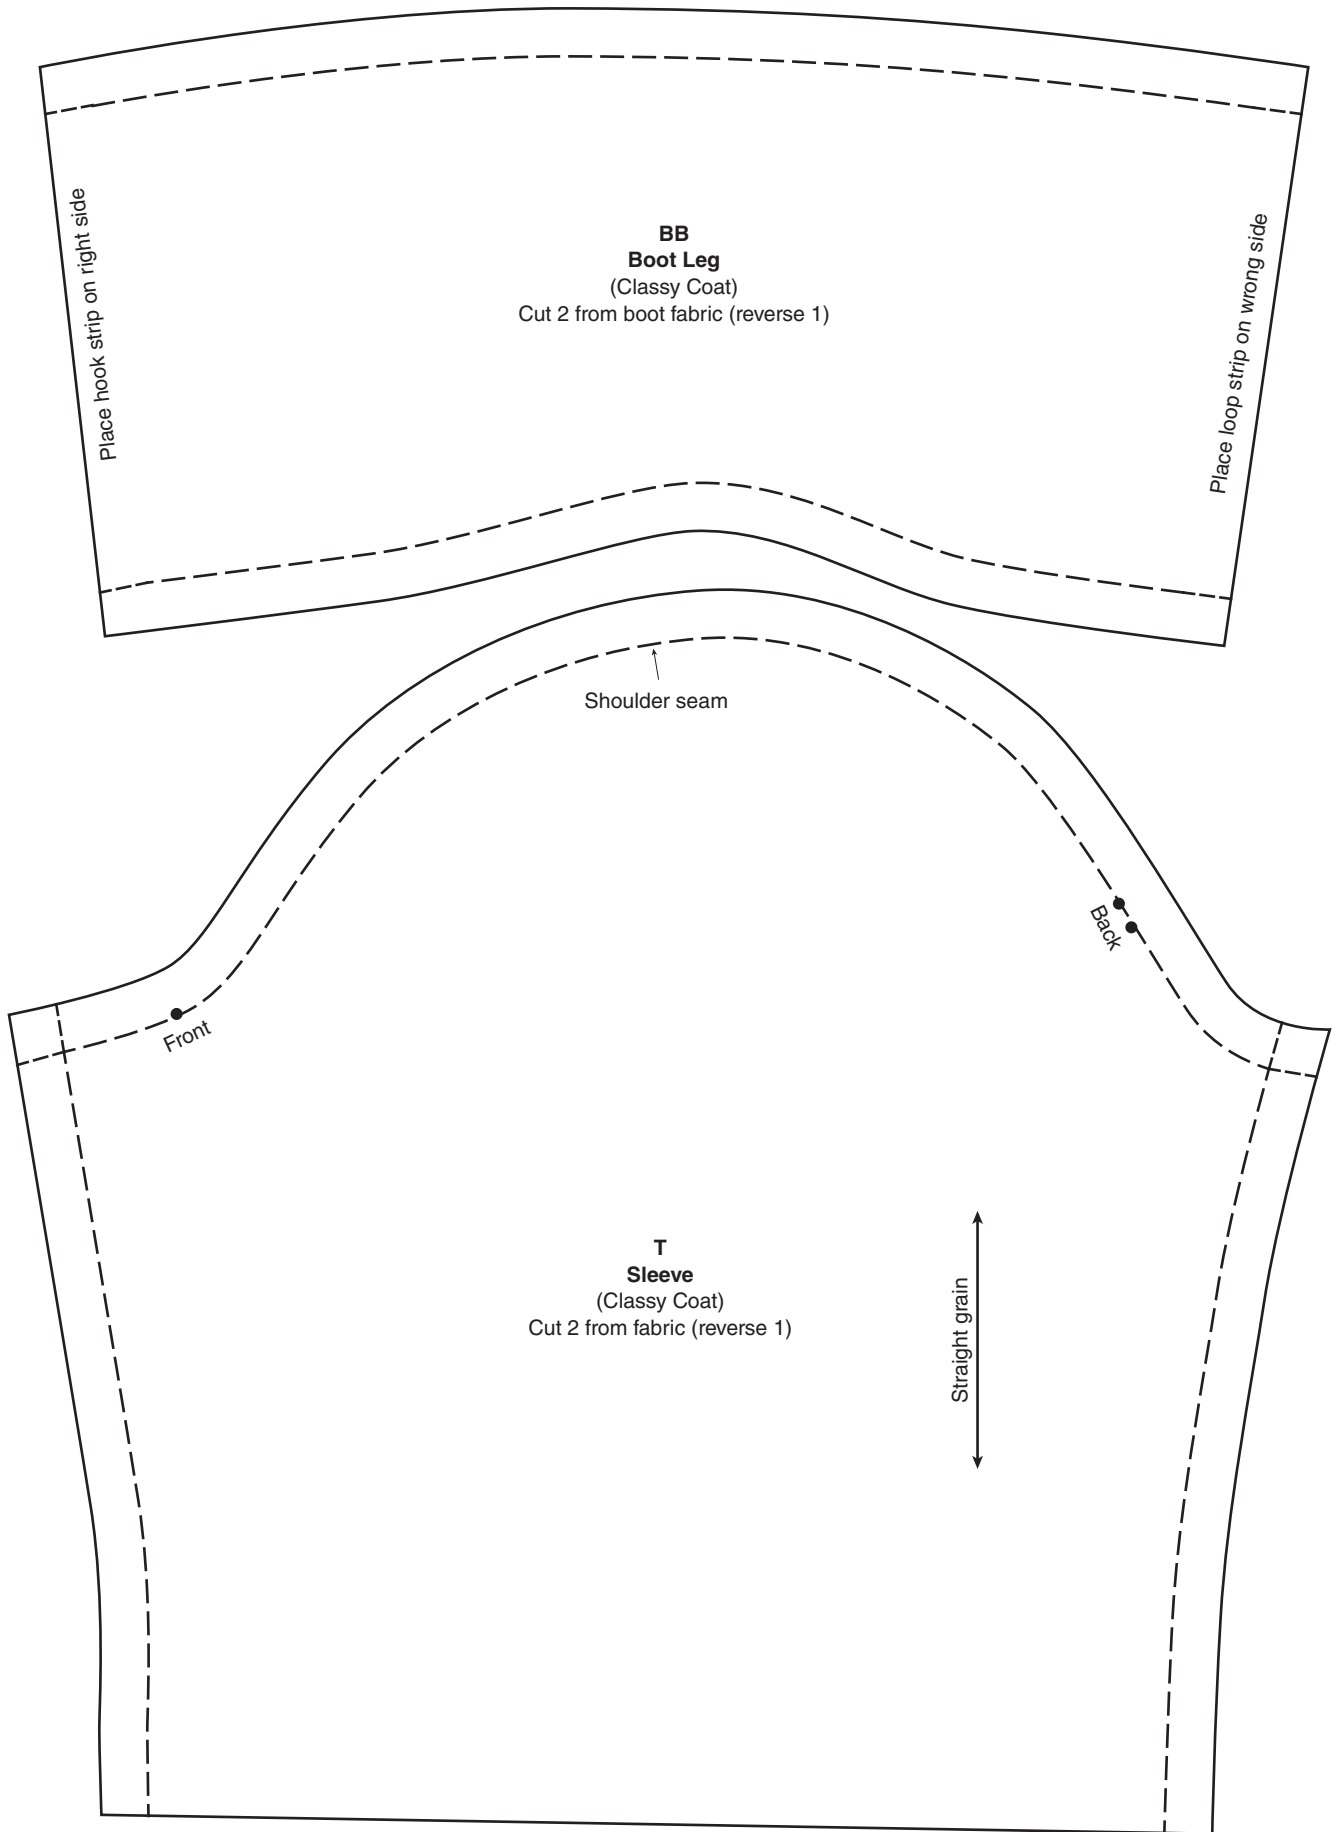 BB
Boot Leg
(Classy Coat)
Cut 2 from boot fabric (reverse 1)
Place hook strip on right side
Place loop strip on wrong side
Shoulder seam
Back
Front
T
Sleeve
(Classy Coat)
Cut 2 from fabric (reverse 1)
Straight grain